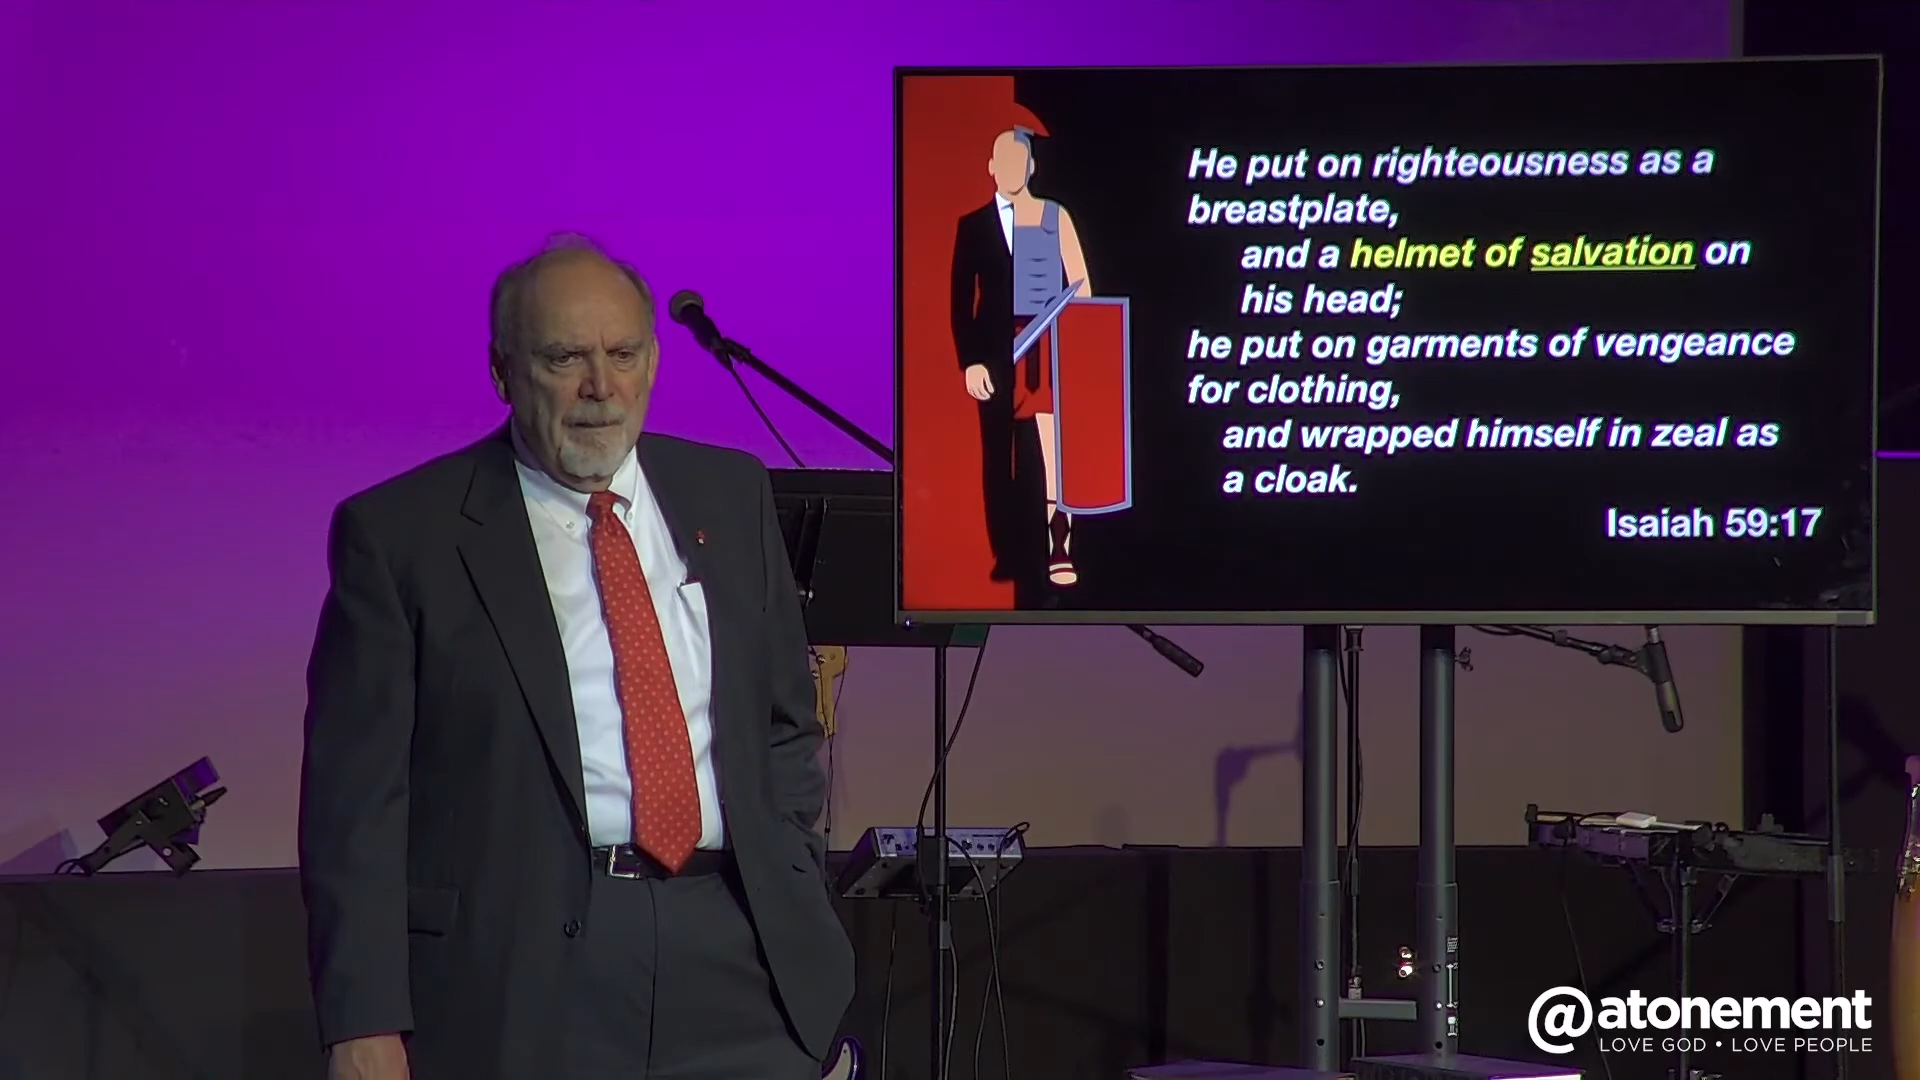 He put on righteousness as a
breastplate,
and a helmet of salvation on
his head;
he put on garments of vengeance
for clothing,
and wrapped himself in zeal as
a cloak.
Isaiah 59:17
@atonement
LOVE GOD • LOVE PEOPLE